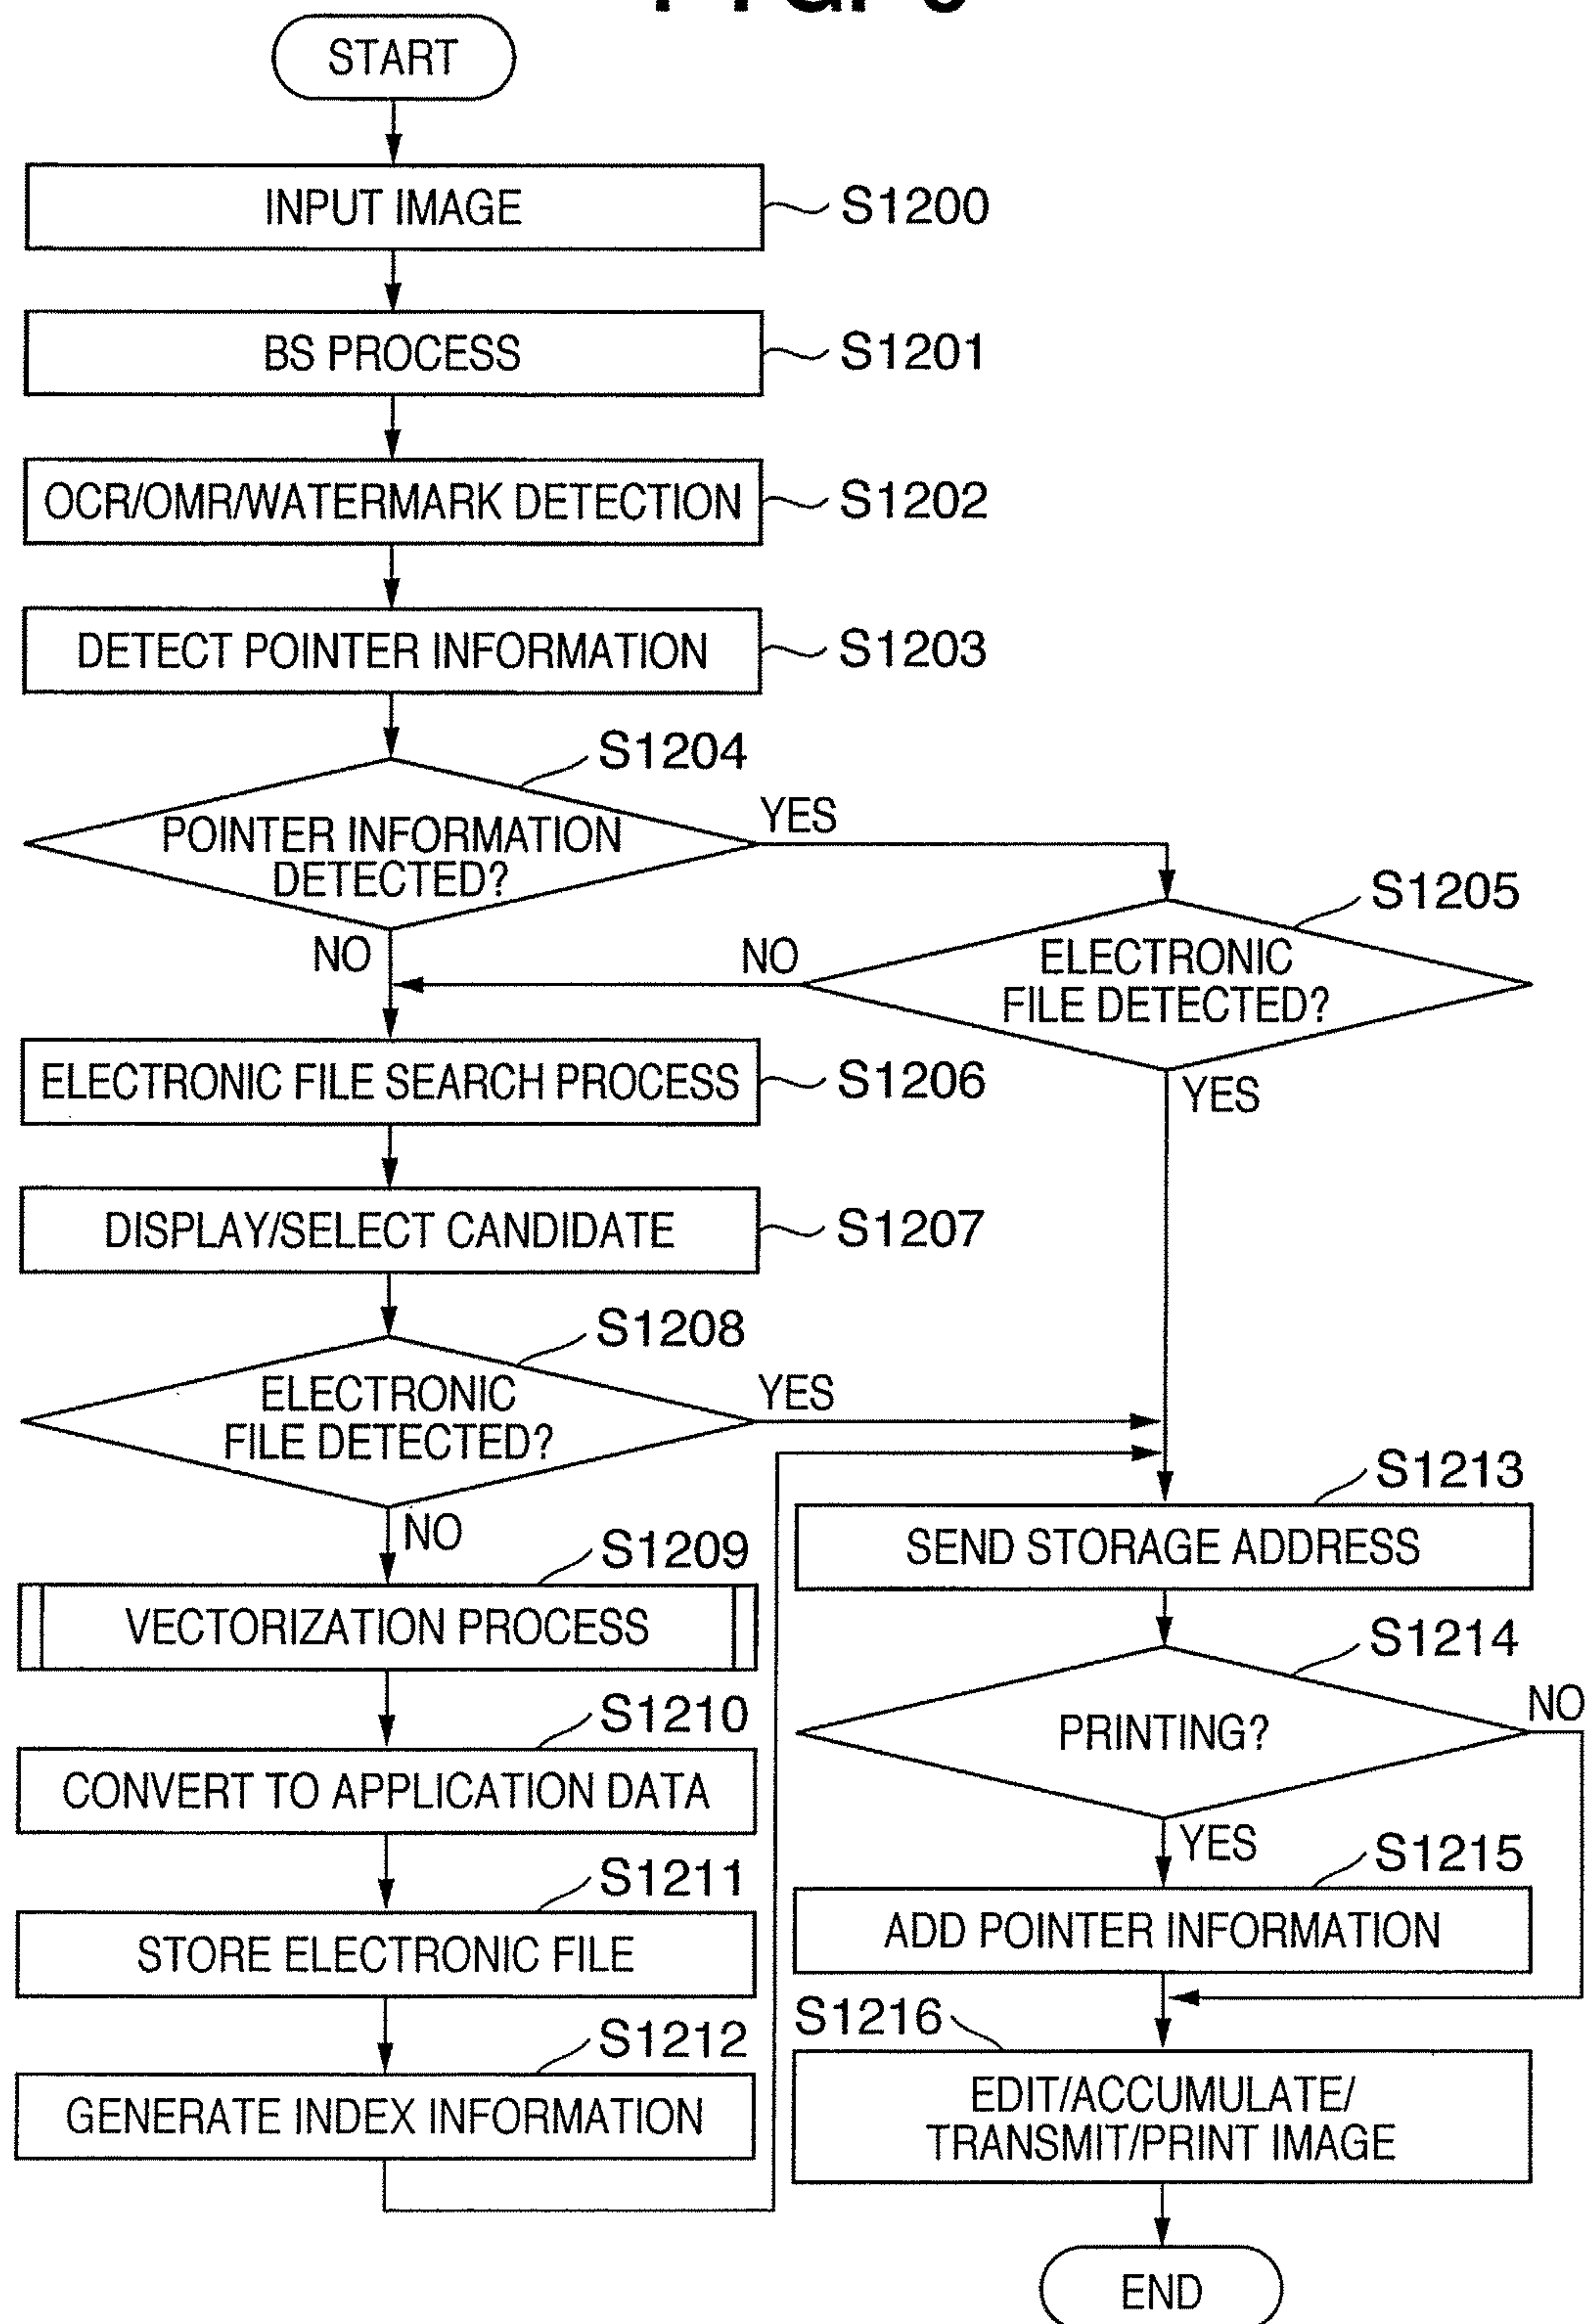 START
INPUT IMAGE
S1200
BS PROCESS
S1201
OCR/OMR/WATERMARK DETECTION
S1202
DETECT POINTER INFORMATION
S1203
S1204
POINTER INFORMATION
DETECTED?
YES
NO
S1205
ELECTRONIC
FILE DETECTED?
NO
YES
ELECTRONIC FILE SEARCH PROCESS
S1206
DISPLAY/SELECT CANDIDATE
S1207
S1208
ELECTRONIC
FILE DETECTED?
YES
NO
S1209
VECTORIZATION PROCESS
S1210
CONVERT TO APPLICATION DATA
S1211
STORE ELECTRONIC FILE
S1212
GENERATE INDEX INFORMATION
S1213
SEND STORAGE ADDRESS
S1214
PRINTING?
NO
YES
S1215
ADD POINTER INFORMATION
S1216
EDIT/ACCUMULATE/
TRANSMIT/PRINT IMAGE
END